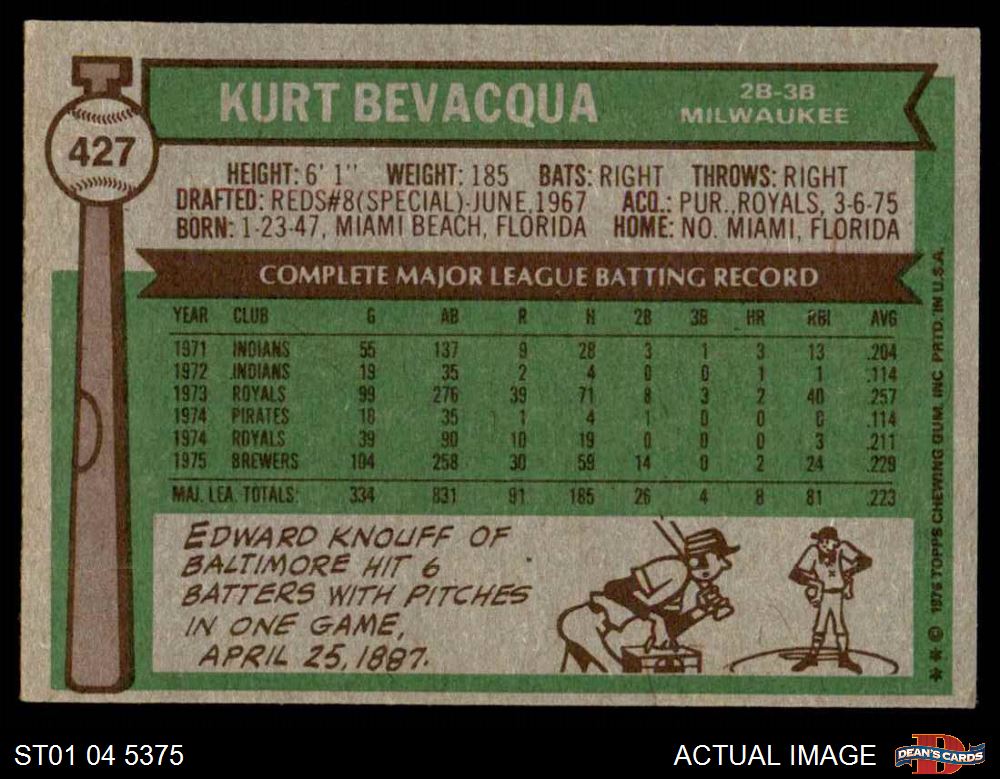 427
KURT BEVACQUA
2B-3B
MILWAUKEE
HEIGHT: 6' 1" WEIGHT: 185 BATS: RIGHT THROWS: RIGHT
DRAFTED: REDS#8(SPECIAL)-JUNE,1967 ACQ.: PUR., ROYALS, 3-6-75
BORN: 1-23-47, MIAMI BEACH, FLORIDA HOME: NO. MIAMI, FLORIDA
COMPLETE MAJOR LEAGUE BATTING RECORD
YEAR CLUB G AB R H 2B 3B HR RBI AVG
1971 INDIANS 55 137 9 28 3 1 3 13 .204
1972 INDIANS 19 35 2 4 0 0 1 1 .114
1973 ROYALS 99 276 39 71 8 3 2 40 .257
1974 PIRATES 18 35 1 4 1 0 0 0 .114
1974 ROYALS 39 90 10 19 0 0 0 3 .211
1975 BREWERS 104 258 30 59 14 0 2 24 .229
MAJ. LEA. TOTALS: 334 831 91 185 26 4 8 81 .223
EDWARD KNOUFF OF
BALTIMORE HIT 6
BATTERS WITH PITCHES
IN ONE GAME,
APRIL 25, 1887.
** © 1976 TOPPS CHEWING GUM, INC PRTD. IN U.S.A.
ST01 04 5375
ACTUAL IMAGE
D
DEAN'S CARDS